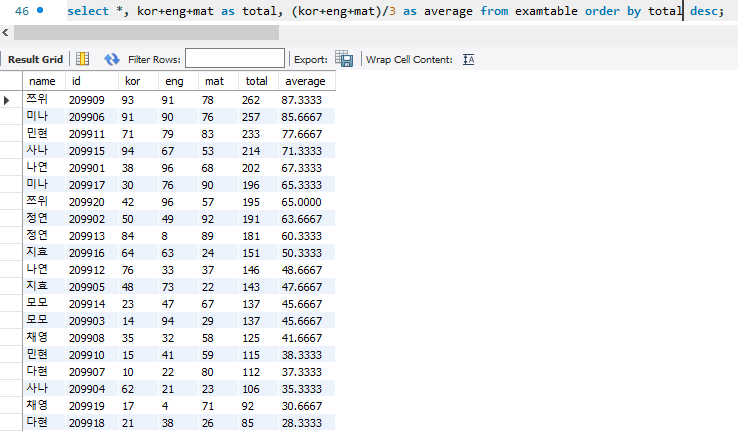 46 select *, kor+eng+mat as total, (kor+eng+mat)/3 as average from examtable order by total desc;
Result Grid Filter Rows: Export: Wrap Cell Content:
name id kor eng mat total average
쯔위 209909 93 91 78 262 87.3333
미나 209906 91 90 76 257 85.6667
민현 209911 71 79 83 233 77.6667
사나 209915 94 67 53 214 71.3333
나연 209901 38 96 68 202 67.3333
미나 209917 30 76 90 196 65.3333
쯔위 209920 42 96 57 195 65.0000
정연 209902 50 49 92 191 63.6667
정연 209913 84 8 89 181 60.3333
지효 209916 64 63 24 151 50.3333
나연 209912 76 33 37 146 48.6667
지효 209905 48 73 22 143 47.6667
모모 209914 23 47 67 137 45.6667
모모 209903 14 94 29 137 45.6667
채영 209908 35 32 58 125 41.6667
민현 209910 15 41 59 115 38.3333
다현 209907 10 22 80 112 37.3333
사나 209904 62 21 23 106 35.3333
채영 209919 17 4 71 92 30.6667
다현 209918 21 38 26 85 28.3333